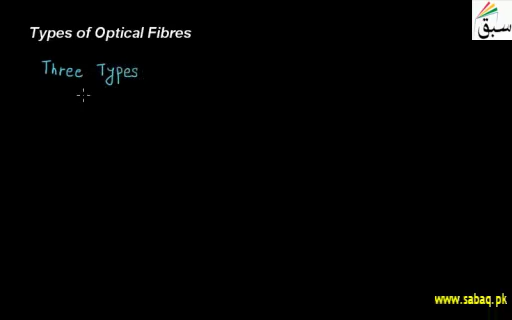 Types of Optical Fibres
سبق
Three Types
www.sabaq.pk